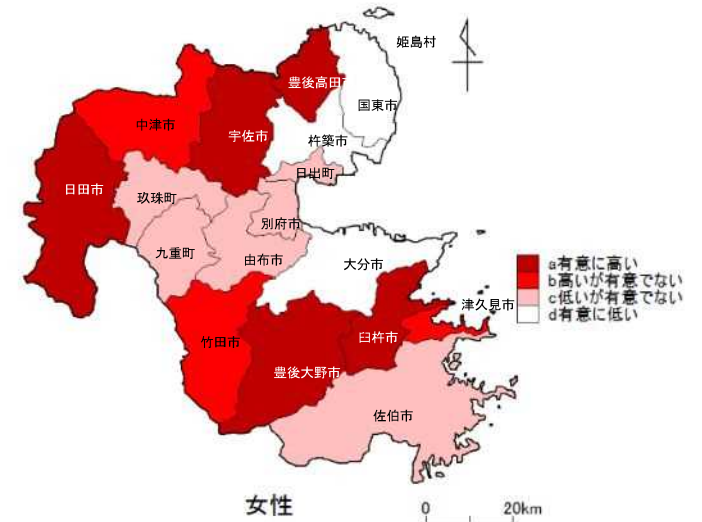 姫島村
豊後高田市
国東市
中津市
宇佐市
杵築市
日出町
日田市
玖珠町
別府市
九重町
由布市
大分市
a有意に高い
b高いが有意でない
c低いが有意でない
d有意に低い
津久見市
臼杵市
竹田市
豊後大野市
佐伯市
女性
0 20km